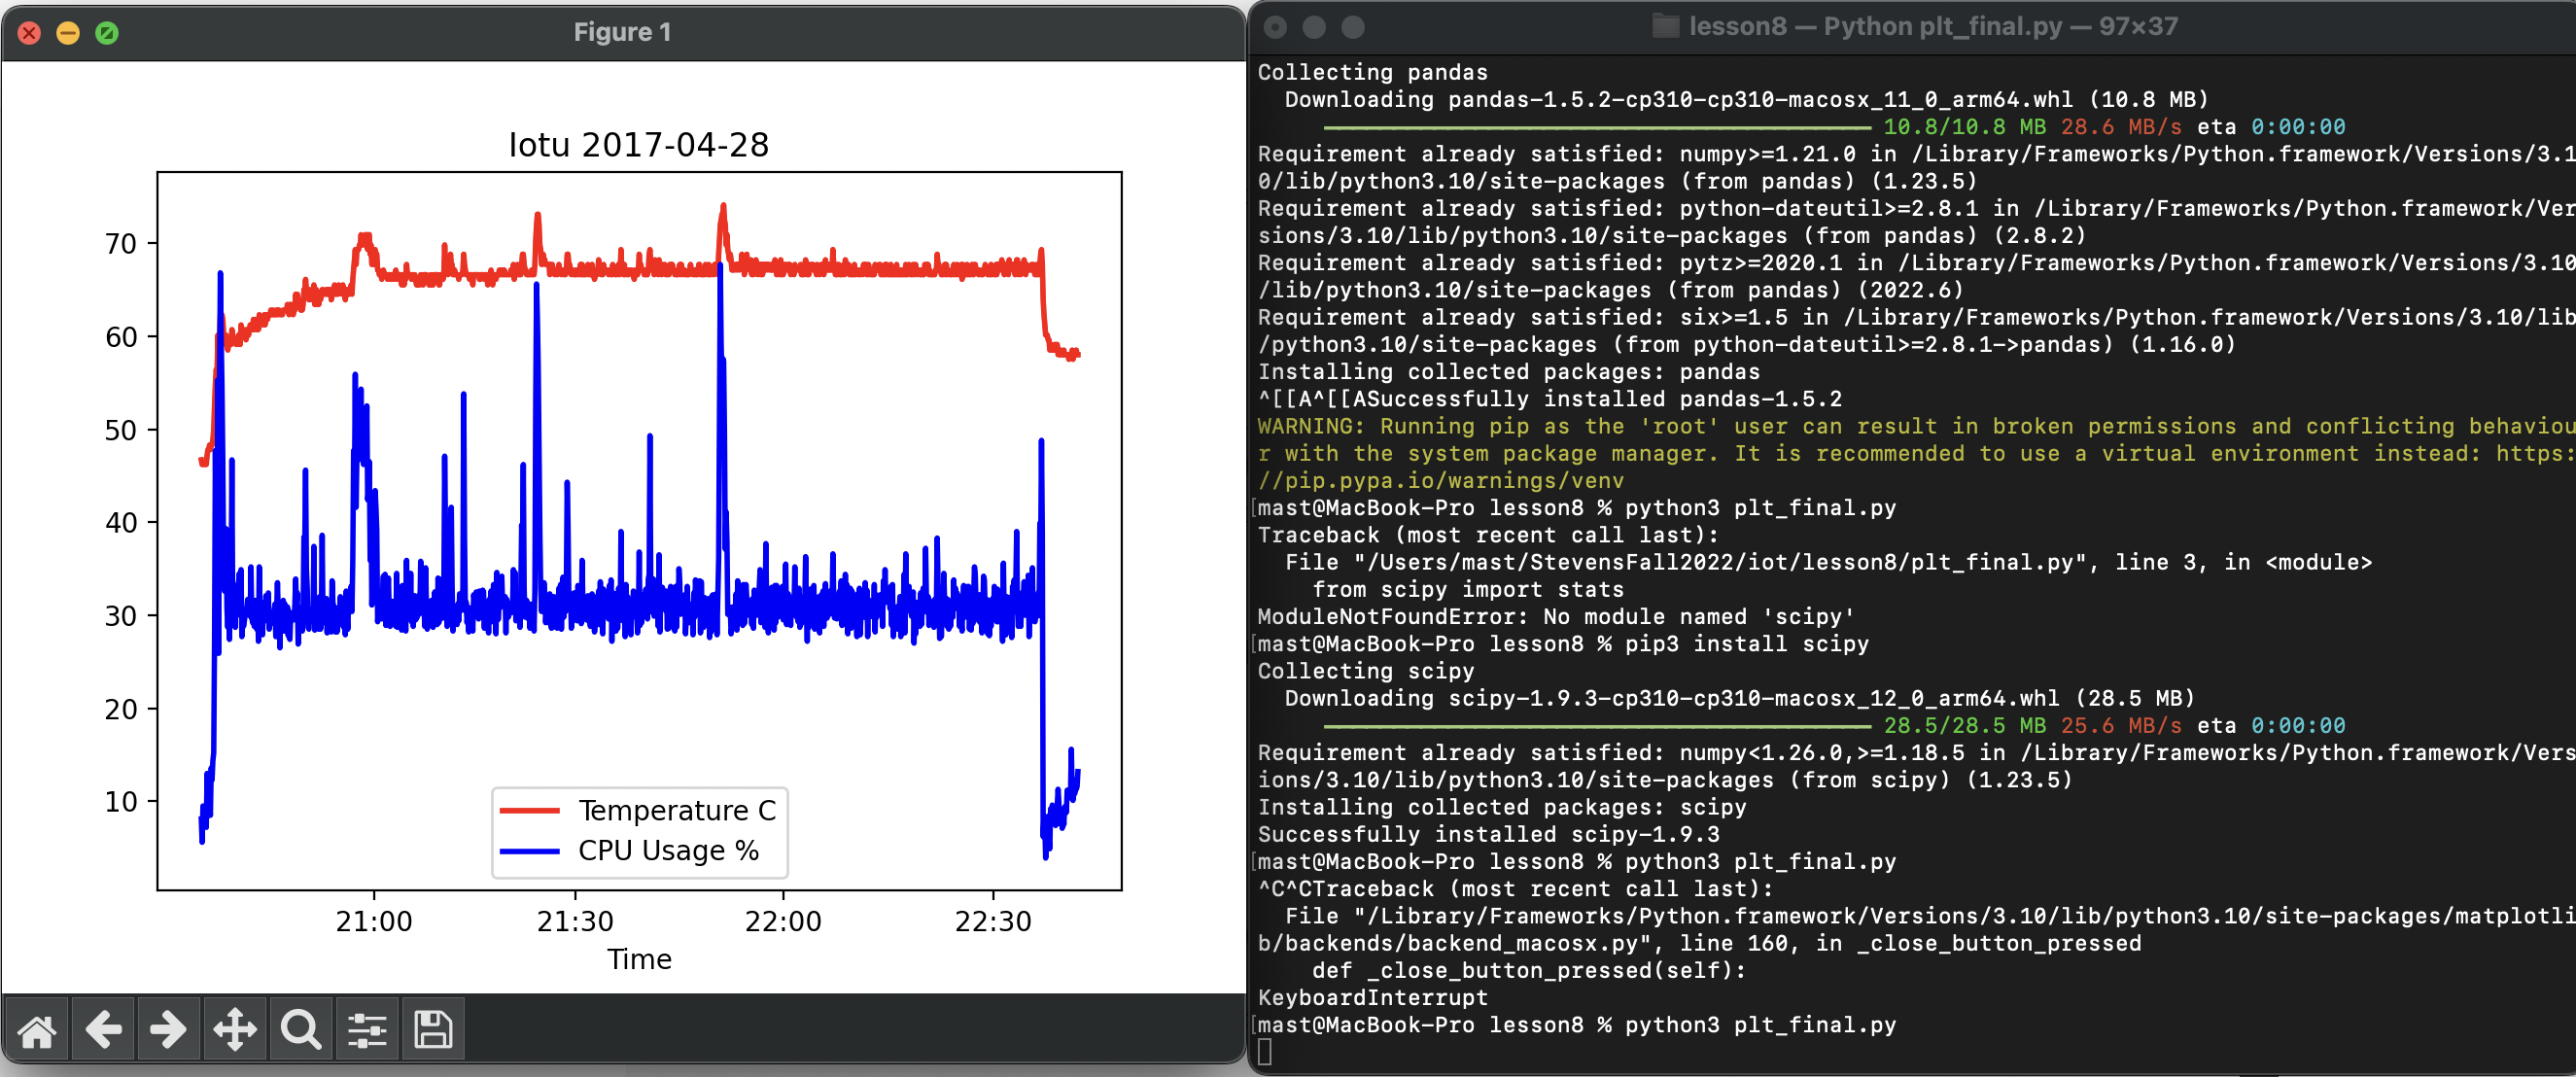 Figure 1
Iotu 2017-04-28
70
60
50
40
30
20
10
Temperature C
CPU Usage %
21:00 21:30 22:00 22:30
Time
lesson8 — Python plt_final.py — 97×37
Collecting pandas
Downloading pandas-1.5.2-cp310-cp310-macosx_11_0_arm64.whl (10.8 MB)
10.8/10.8 MB 28.6 MB/s eta 0:00:00
Requirement already satisfied: numpy>=1.21.0 in /Library/Frameworks/Python.framework/Versions/3.1
0/lib/python3.10/site-packages (from pandas) (1.23.5)
Requirement already satisfied: python-dateutil>=2.8.1 in /Library/Frameworks/Python.framework/Ver
sions/3.10/lib/python3.10/site-packages (from pandas) (2.8.2)
Requirement already satisfied: pytz>=2020.1 in /Library/Frameworks/Python.framework/Versions/3.10
/lib/python3.10/site-packages (from pandas) (2022.6)
Requirement already satisfied: six>=1.5 in /Library/Frameworks/Python.framework/Versions/3.10/lib
/python3.10/site-packages (from python-dateutil>=2.8.1->pandas) (1.16.0)
Installing collected packages: pandas
^[[A^[[ASuccessfully installed pandas-1.5.2
WARNING: Running pip as the 'root' user can result in broken permissions and conflicting behaviou
r with the system package manager. It is recommended to use a virtual environment instead: https:
//pip.pypa.io/warnings/venv
[mast@MacBook-Pro lesson8 % python3 plt_final.py
Traceback (most recent call last):
File "/Users/mast/StevensFall2022/iot/lesson8/plt_final.py", line 3, in <module>
from scipy import stats
ModuleNotFoundError: No module named 'scipy'
[mast@MacBook-Pro lesson8 % pip3 install scipy
Collecting scipy
Downloading scipy-1.9.3-cp310-cp310-macosx_12_0_arm64.whl (28.5 MB)
28.5/28.5 MB 25.6 MB/s eta 0:00:00
Requirement already satisfied: numpy<1.26.0,>=1.18.5 in /Library/Frameworks/Python.framework/Vers
ions/3.10/lib/python3.10/site-packages (from scipy) (1.23.5)
Installing collected packages: scipy
Successfully installed scipy-1.9.3
[mast@MacBook-Pro lesson8 % python3 plt_final.py
^C^CTraceback (most recent call last):
File "/Library/Frameworks/Python.framework/Versions/3.10/lib/python3.10/site-packages/matplotli
b/backends/backend_macosx.py", line 160, in _close_button_pressed
def _close_button_pressed(self):
KeyboardInterrupt
[mast@MacBook-Pro lesson8 % python3 plt_final.py